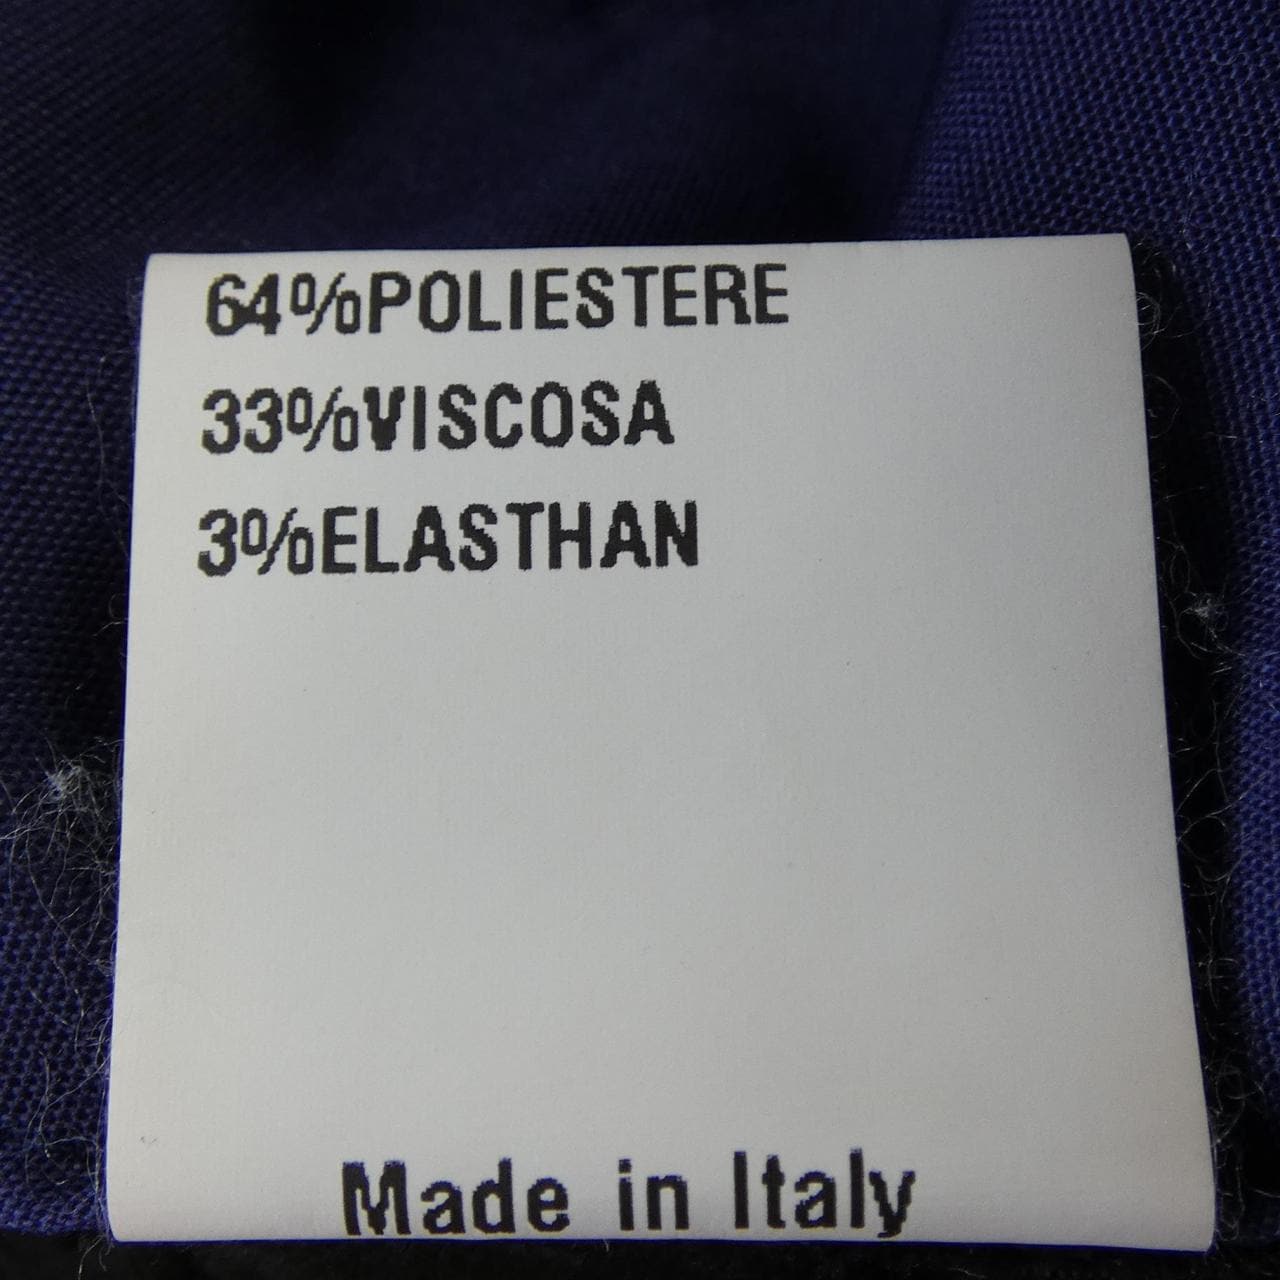 64%POLIESTERE
33%VISCOSA
3%ELASTHAN
Made in Italy